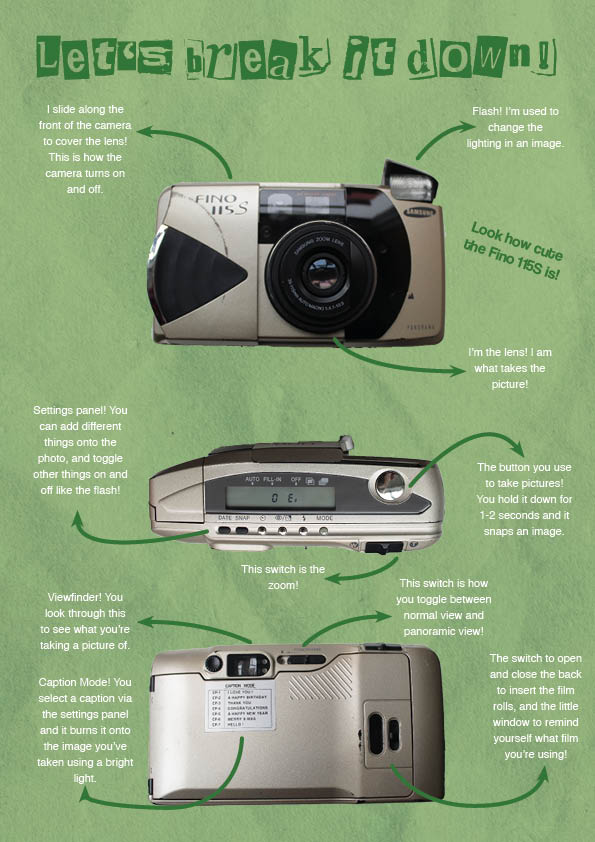 Let's break it down!
I slide along the
front of the camera
to cover the lens!
This is how the
camera turns on
and off.
Flash! I'm used to
change the
lighting in an image.
FINO
115S
SAMSUNG
SAMSUNG ZOOM LENS
PANORAMA
Look how cute
the Fino 115S is!
I'm the lens! I am
what takes the
picture!
Settings panel! You
can add different
things onto the
photo, and toggle
other things on and
off like the flash!
AUTO FILL-IN OFF
0 E.
DATE SNAP MODE
The button you use
to take pictures!
You hold it down for
1-2 seconds and it
snaps an image.
This switch is the
zoom!
Viewfinder! You
look through this
to see what you're
taking a picture of.
This switch is how
you toggle between
normal view and
panoramic view!
Caption Mode! You
select a caption via
the settings panel
and it burns it onto
the image you've
taken using a bright
light.
CAPTION MODE
CP-1 I LOVE YOU!
CP-2 A HAPPY BIRTHDAY
CP-3 THANK YOU
CP-4 CONGRATULATIONS
CP-5 A HAPPY NEW YEAR
CP-6 MERRY X-MAS
CP-7 HELLO!
The switch to open
and close the back
to insert the film
rolls, and the little
window to remind
yourself what film
you're using!